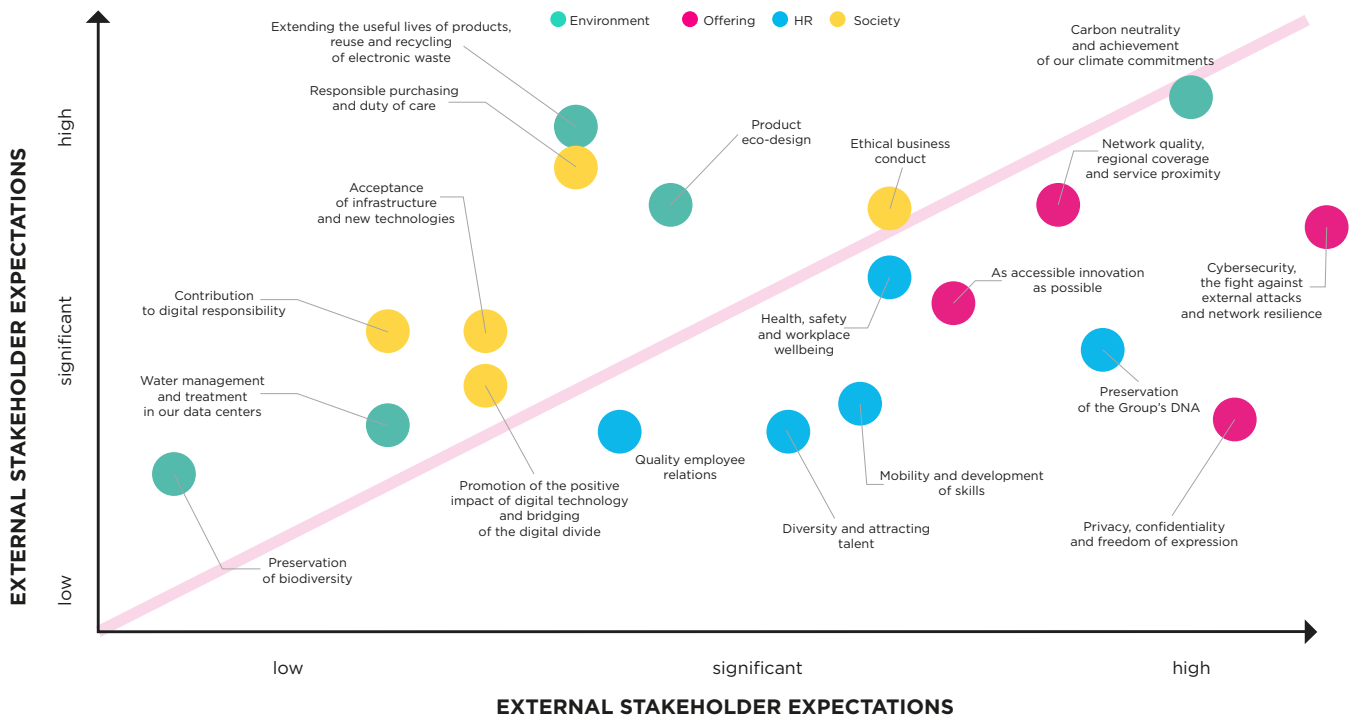 Environment
Offering
HR
Society
Extending the useful lives of products,
reuse and recycling
of electronic waste
Carbon neutrality
and achievement
of our climate commitments
Responsible purchasing
and duty of care
Product
eco-design
Ethical business
conduct
Network quality,
regional coverage
and service proximity
Acceptance
of infrastructure
and new technologies
As accessible innovation
as possible
Cybersecurity,
the fight against
external attacks
and network resilience
Contribution
to digital responsibility
Health, safety
and workplace
wellbeing
Water management
and treatment
in our data centers
Preservation
of the Group's DNA
Quality employee
relations
Mobility and development
of skills
Promotion of the positive
impact of digital technology
and bridging
of the digital divide
Diversity and attracting
talent
Privacy, confidentiality
and freedom of expression
Preservation
of biodiversity
EXTERNAL STAKEHOLDER EXPECTATIONS
high
significant
low
low
significant
high
EXTERNAL STAKEHOLDER EXPECTATIONS